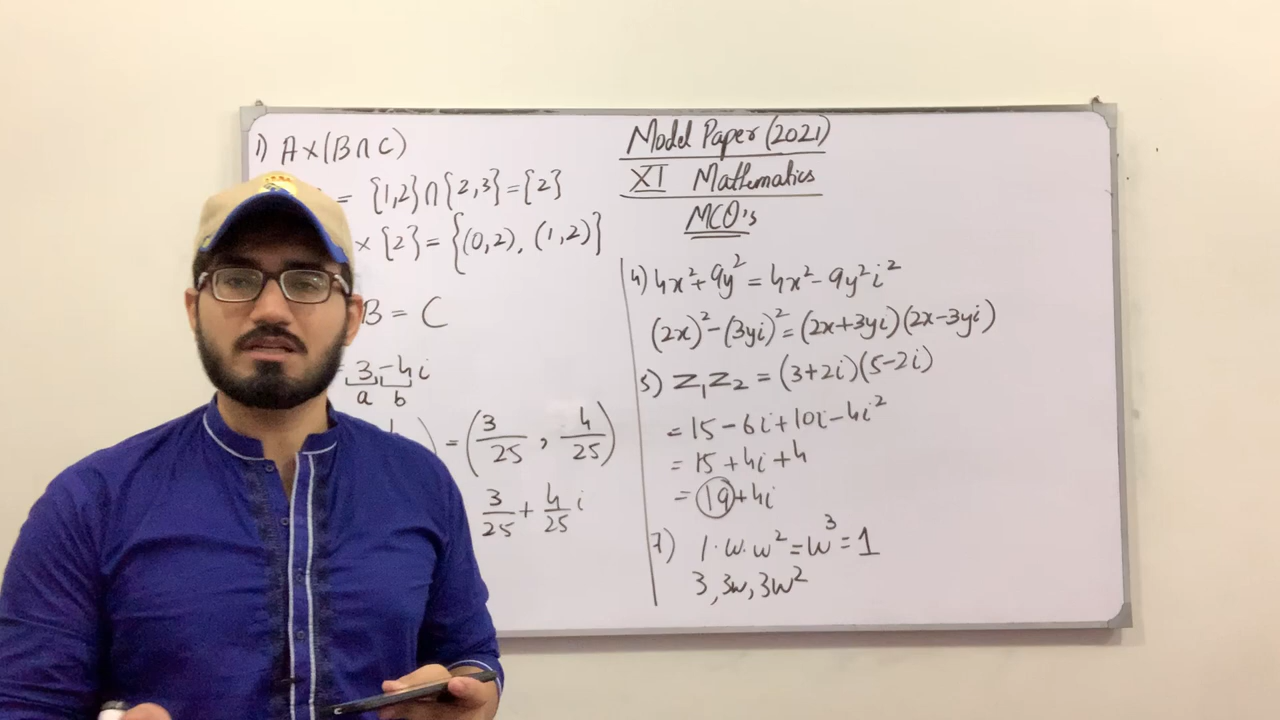 1) A×(B∩C)
= {1,2}∩{2,3}={2}
× {2} = {(0,2), (1,2)}
B = C
= 3-4i
a b
) = (3/25, 4/25)
3/25 + 4/25 i
Model Paper (2021)
XI Mathematics
MCQ's
4) 4x²+9y² = 4x²-9y²i²
(2x)²-(3yi)²=(2x+3yi)(2x-3yi)
5) Z₁Z₂ = (3+2i)(5-2i)
= 15-6i+10i-4i²
= 15+4i+4
= 19+4i
7) 1·w·w²=w³=1
3,3w,3w²